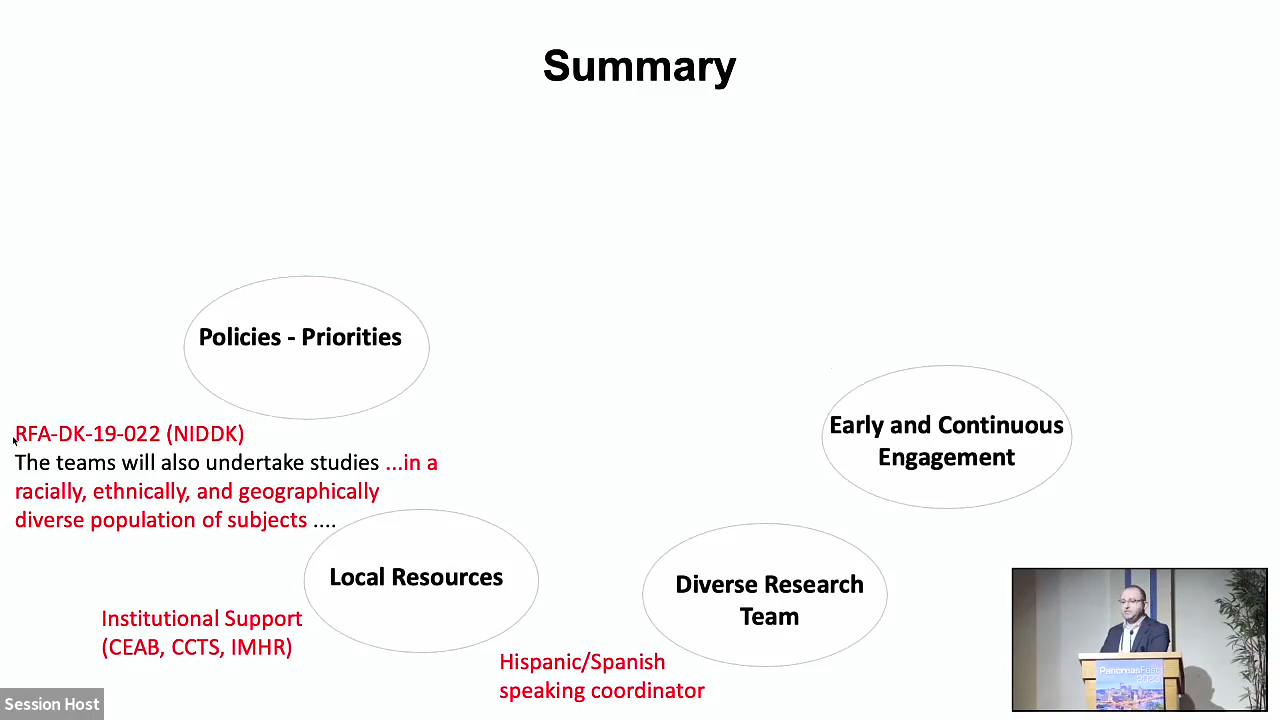 Summary
Policies - Priorities
RFA-DK-19-022 (NIDDK)
The teams will also undertake studies ...in a
racially, ethnically, and geographically
diverse population of subjects ....
Early and Continuous
Engagement
Local Resources
Institutional Support
(CEAB, CCTS, IMHR)
Diverse Research
Team
Hispanic/Spanish
speaking coordinator
PancreasFest
Session Host